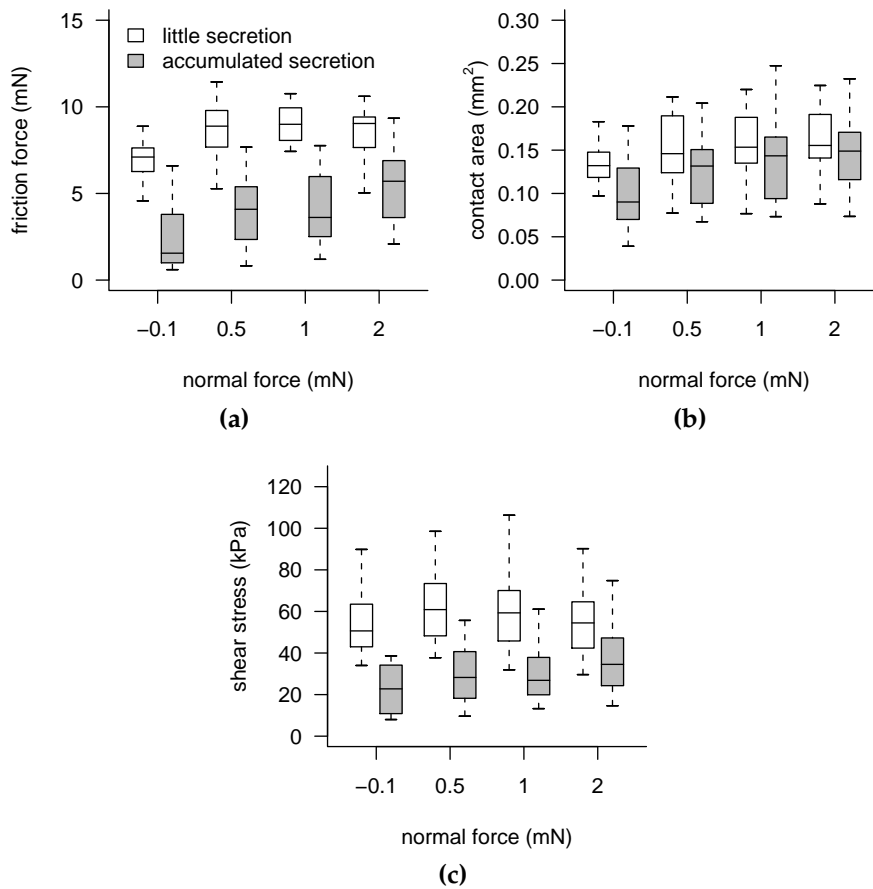 friction force (mN)
15
10
5
0
little secretion
accumulated secretion
−0.1 0.5 1 2
normal force (mN)
(a)
contact area (mm²)
0.30
0.25
0.20
0.15
0.10
0.05
0.00
−0.1 0.5 1 2
normal force (mN)
(b)
shear stress (kPa)
120
100
80
60
40
20
0
−0.1 0.5 1 2
normal force (mN)
(c)